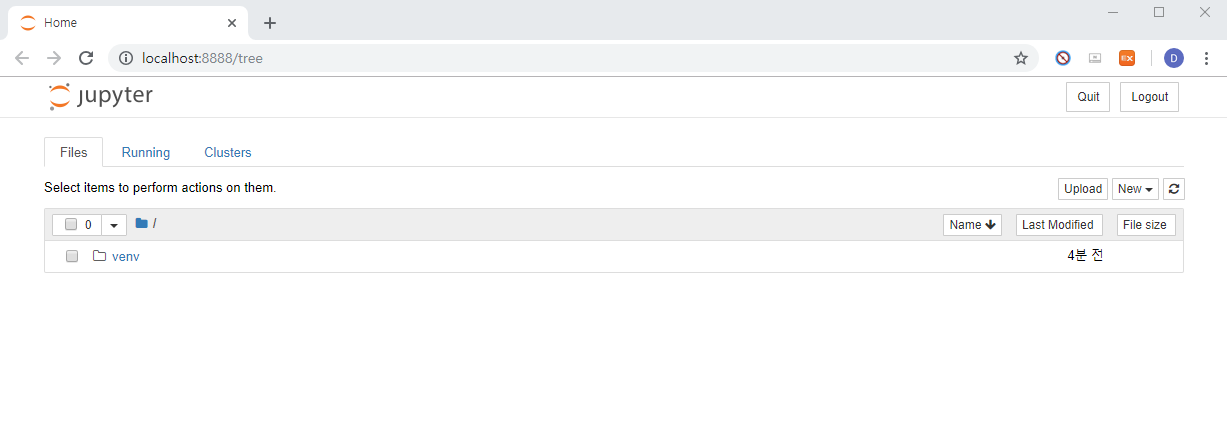 Home
localhost:8888/tree
EX
D
jupyter
Quit Logout
Files Running Clusters
Select items to perform actions on them.
Upload New
0 / Name Last Modified File size
venv 4분 전